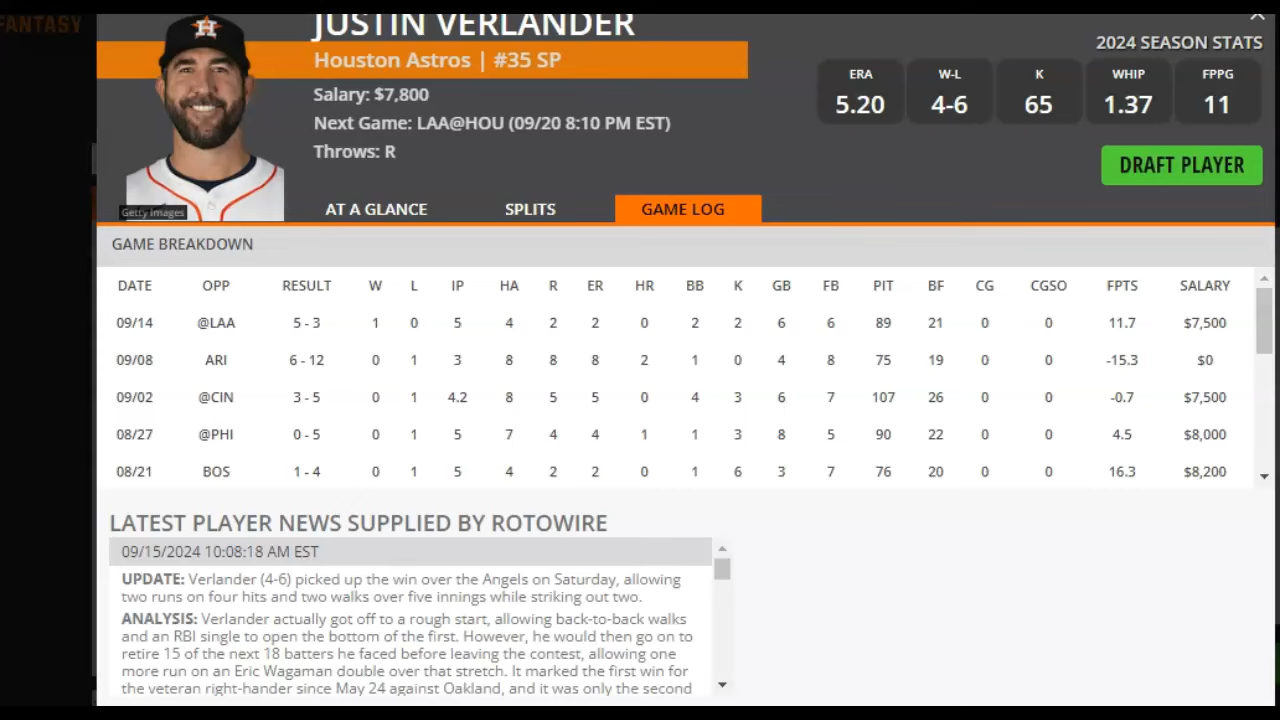 FANTASY
JUSTIN VERLANDER
Houston Astros | #35 SP
Salary: $7,800
Next Game: LAA@HOU (09/20 8:10 PM EST)
Throws: R
Getty Images
2024 SEASON STATS
ERA W-L K WHIP FPPG
5.20 4-6 65 1.37 11
DRAFT PLAYER
AT A GLANCE SPLITS GAME LOG
GAME BREAKDOWN
DATE OPP RESULT W L IP HA R ER HR BB K GB FB PIT BF CG CGSO FPTS SALARY
09/14 @LAA 5 - 3 1 0 5 4 2 2 0 2 2 6 6 89 21 0 0 11.7 $7,500
09/08 ARI 6 - 12 0 1 3 8 8 8 2 1 0 4 8 75 19 0 0 -15.3 $0
09/02 @CIN 3 - 5 0 1 4.2 8 5 5 0 4 3 6 7 107 26 0 0 -0.7 $7,500
08/27 @PHI 0 - 5 0 1 5 7 4 4 1 1 3 8 5 90 22 0 0 4.5 $8,000
08/21 BOS 1 - 4 0 1 5 4 2 2 0 1 6 3 7 76 20 0 0 16.3 $8,200
LATEST PLAYER NEWS SUPPLIED BY ROTOWIRE
09/15/2024 10:08:18 AM EST
UPDATE: Verlander (4-6) picked up the win over the Angels on Saturday, allowing
two runs on four hits and two walks over five innings while striking out two.
ANALYSIS: Verlander actually got off to a rough start, allowing back-to-back walks
and an RBI single to open the bottom of the first. However, he would then go on to
retire 15 of the next 18 batters he faced before leaving the contest, allowing one
more run on an Eric Wagaman double over that stretch. It marked the first win for
the veteran right-hander since May 24 against Oakland, and it was only the second